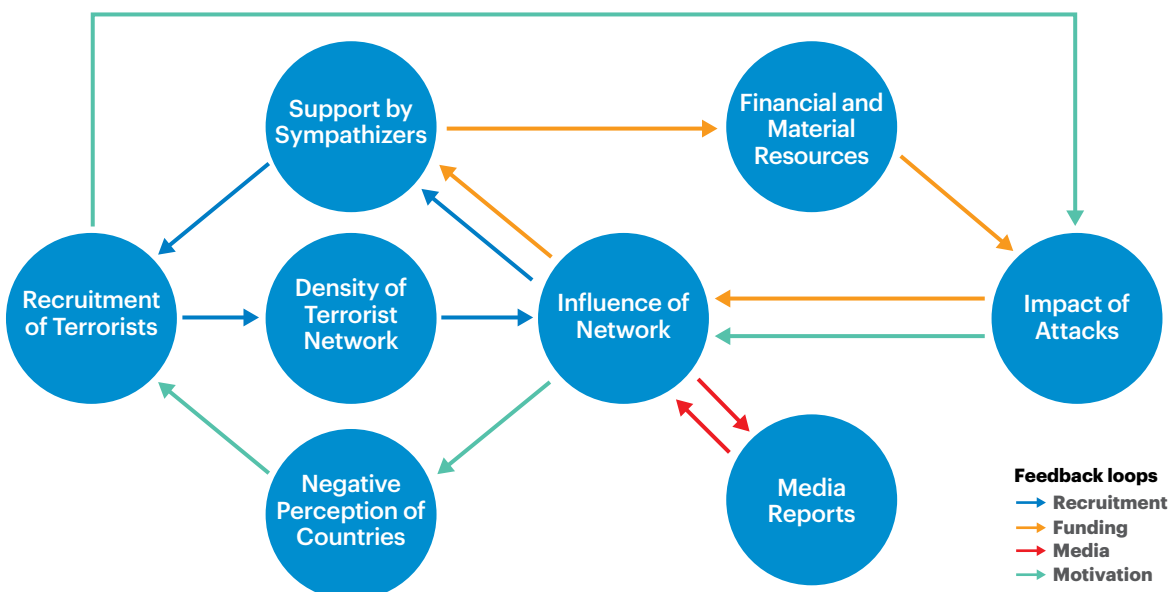 Support by
Sympathizers
Financial and
Material
Resources
Recruitment
of Terrorists
Density of
Terrorist
Network
Influence of
Network
Impact of
Attacks
Negative
Perception of
Countries
Media
Reports
Feedback loops
Recruitment
Funding
Media
Motivation